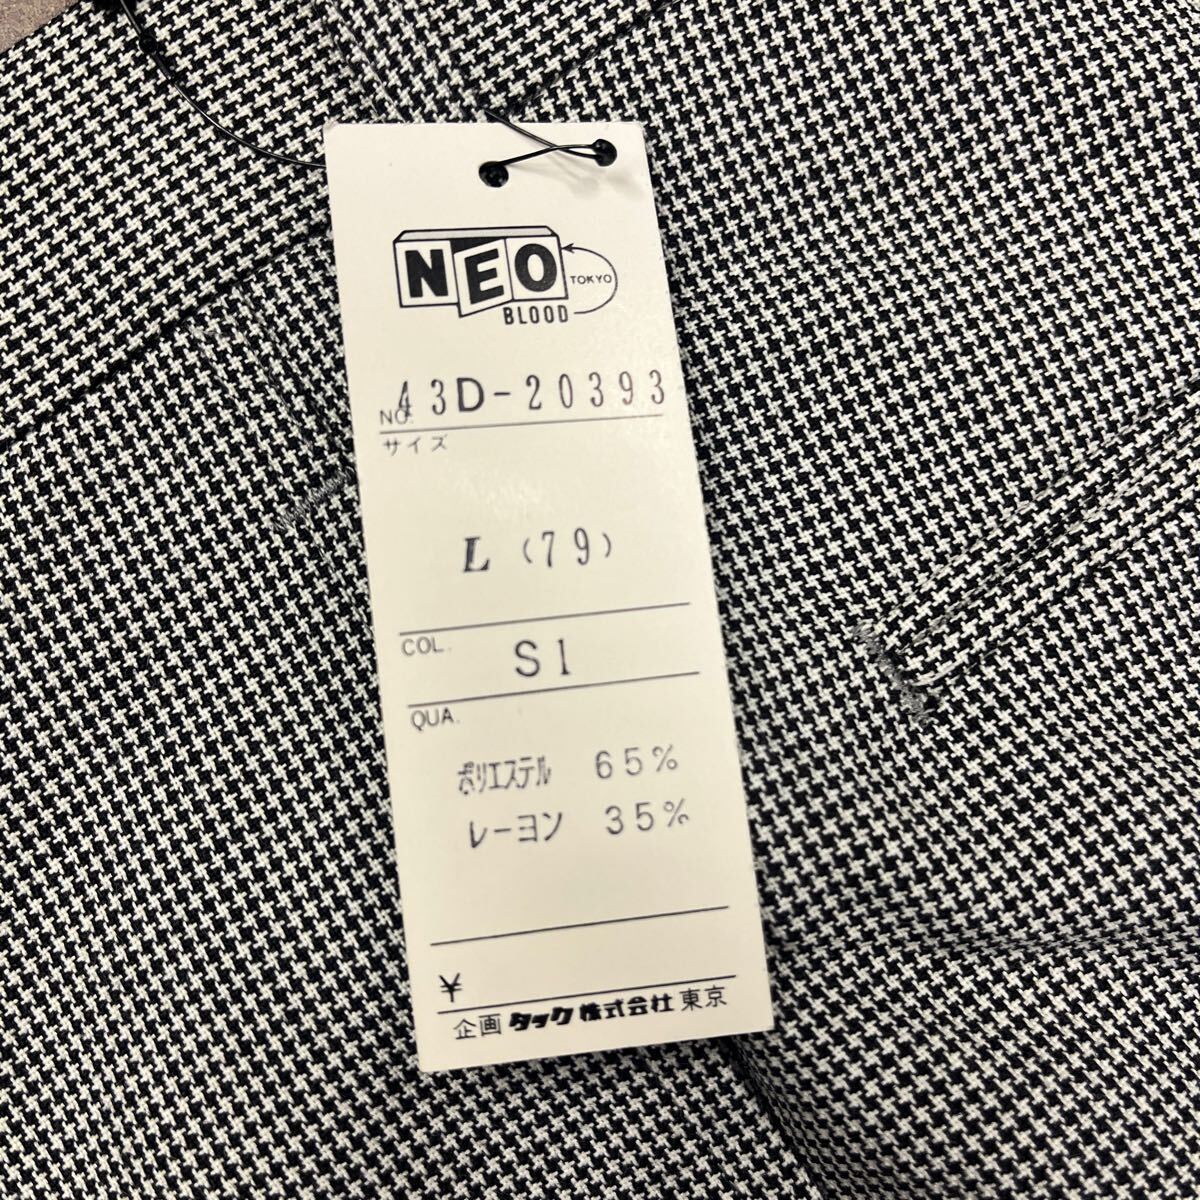 NEO
TOKYO
BLOOD
NO. 43D-20393
サイズ
L (79)
COL. S1
QUA.
ポリエステル 65%
レーヨン 35%
¥
企画 タック株式会社 東京